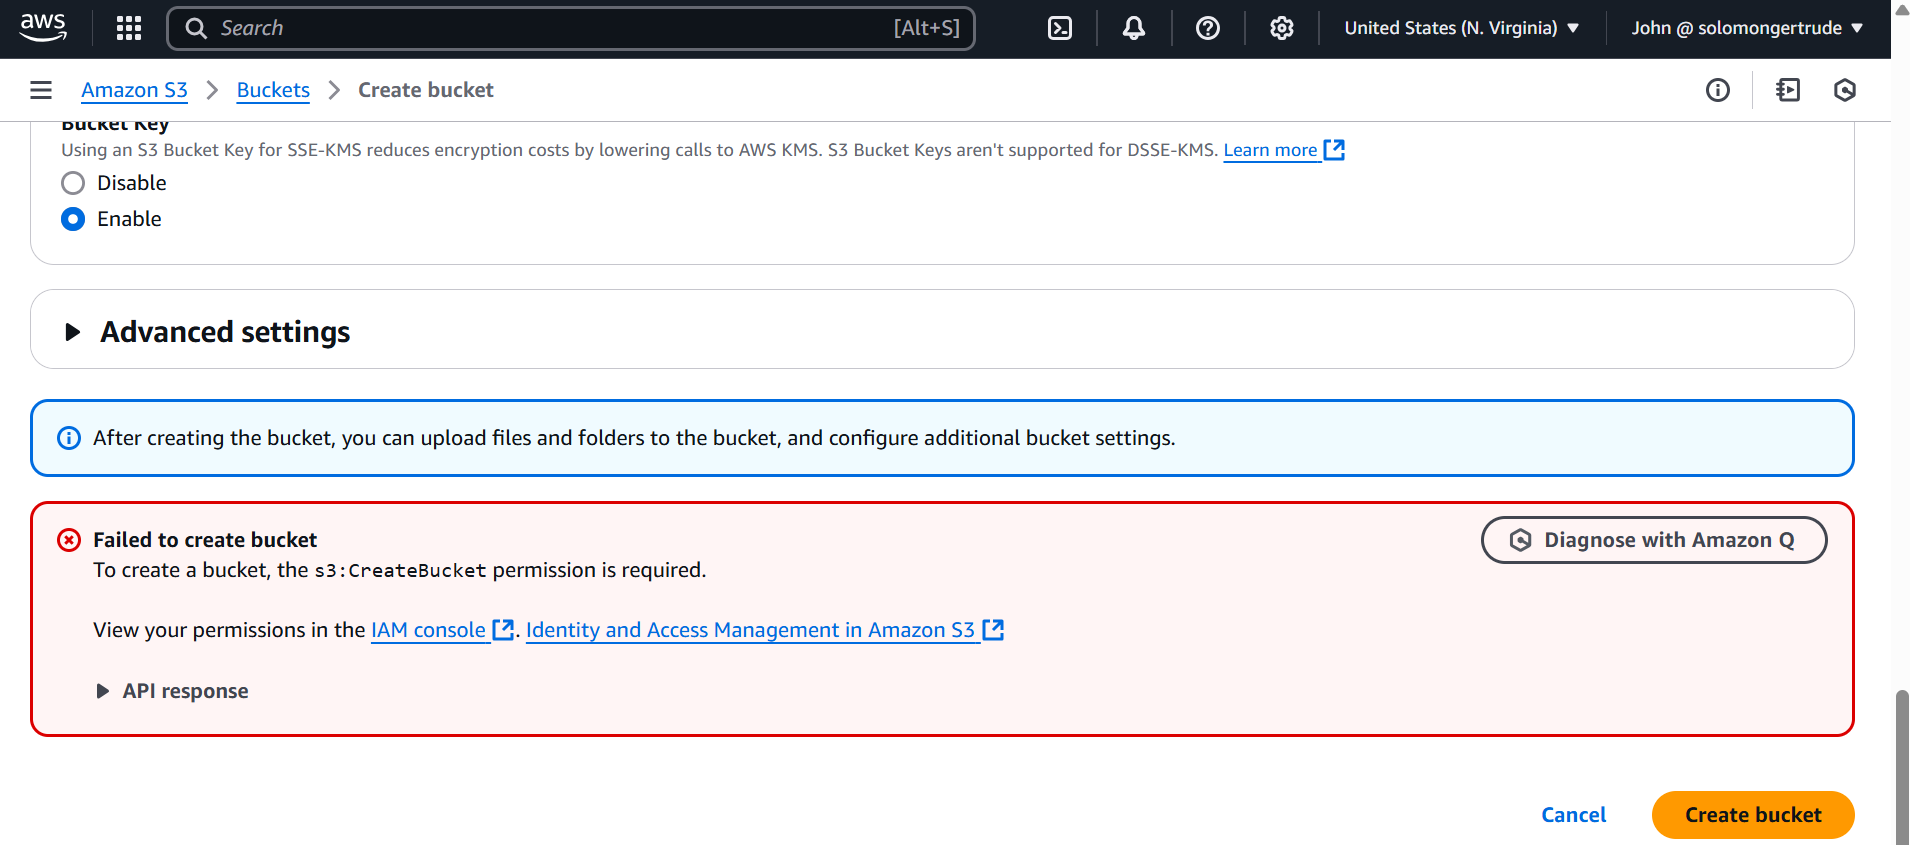 aws
Search [Alt+S]
United States (N. Virginia)
John @ solomongertrude
Amazon S3 > Buckets > Create bucket
Bucket Key
Using an S3 Bucket Key for SSE-KMS reduces encryption costs by lowering calls to AWS KMS. S3 Bucket Keys aren't supported for DSSE-KMS. Learn more
Disable
Enable
Advanced settings
After creating the bucket, you can upload files and folders to the bucket, and configure additional bucket settings.
Failed to create bucket
Diagnose with Amazon Q
To create a bucket, the s3:CreateBucket permission is required.
View your permissions in the IAM console. Identity and Access Management in Amazon S3
API response
Cancel
Create bucket